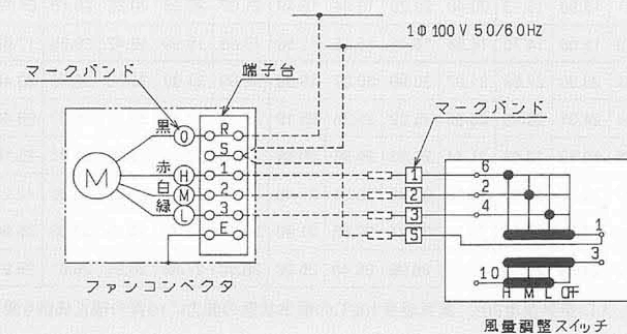 1Φ100V 50/60HZ
マークバンド
端子台
マークバンド
黒 O R
S
赤 H 1
白 M 2
緑 L 3
E
M
1 6
2 2
3 4
S 1
3
10
H M L OFF
ファンコンベクタ
風量調整スイッチ